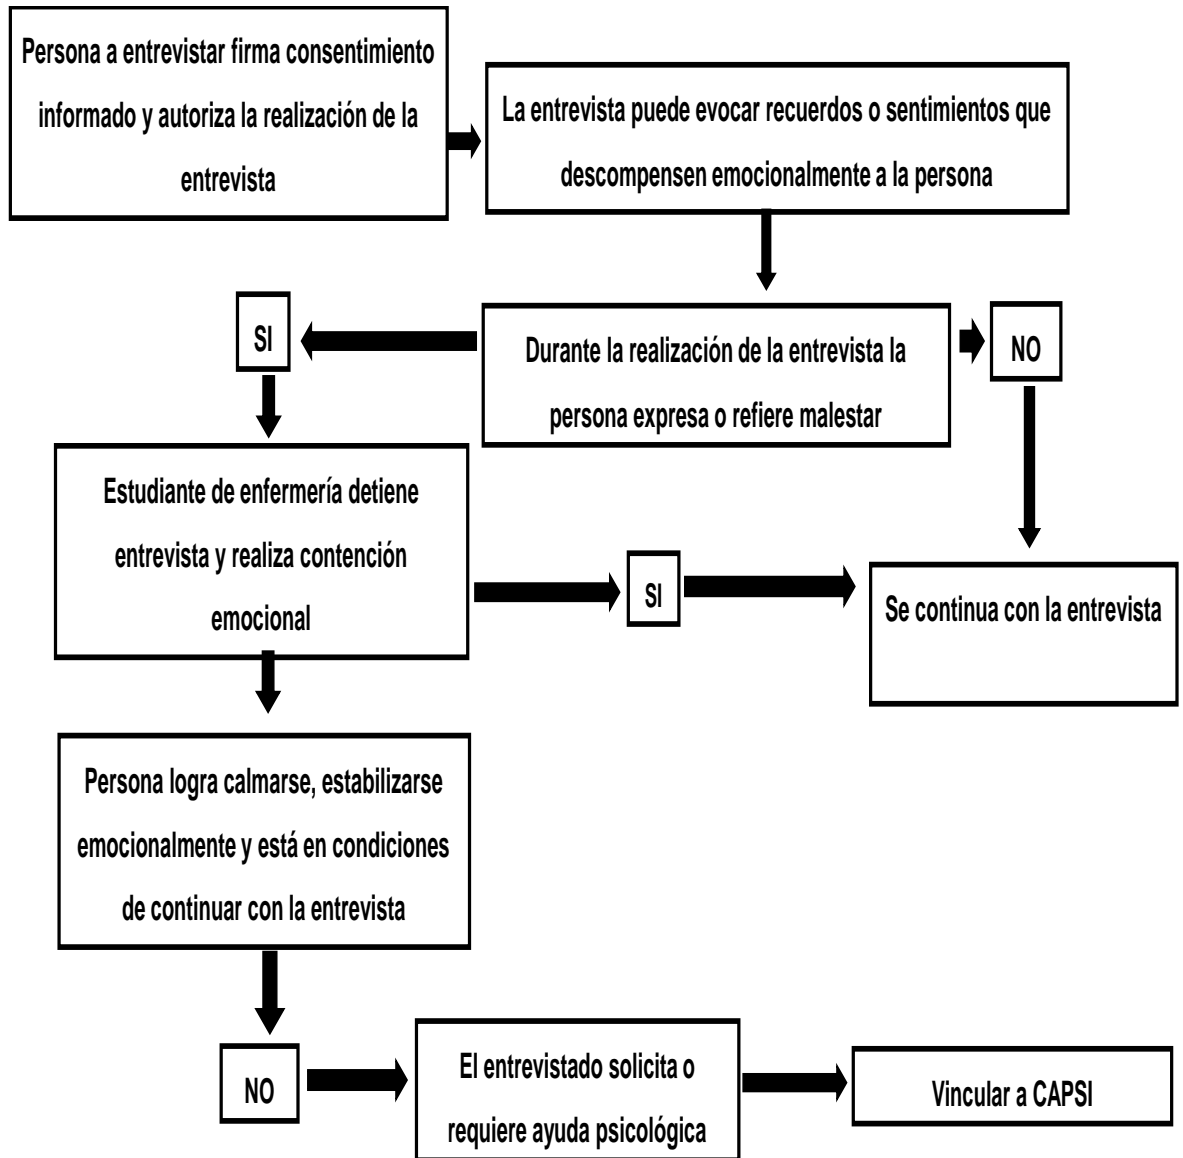 Persona a entrevistar firma consentimiento
informado y autoriza la realización de la
entrevista
La entrevista puede evocar recuerdos o sentimientos que
descompensen emocionalmente a la persona
SI
Durante la realización de la entrevista la
persona expresa o refiere malestar
NO
Estudiante de enfermería detiene
entrevista y realiza contención
emocional
SI
Se continua con la entrevista
Persona logra calmarse, estabilizarse
emocionalmente y está en condiciones
de continuar con la entrevista
NO
El entrevistado solicita o
requiere ayuda psicológica
Vincular a CAPSI